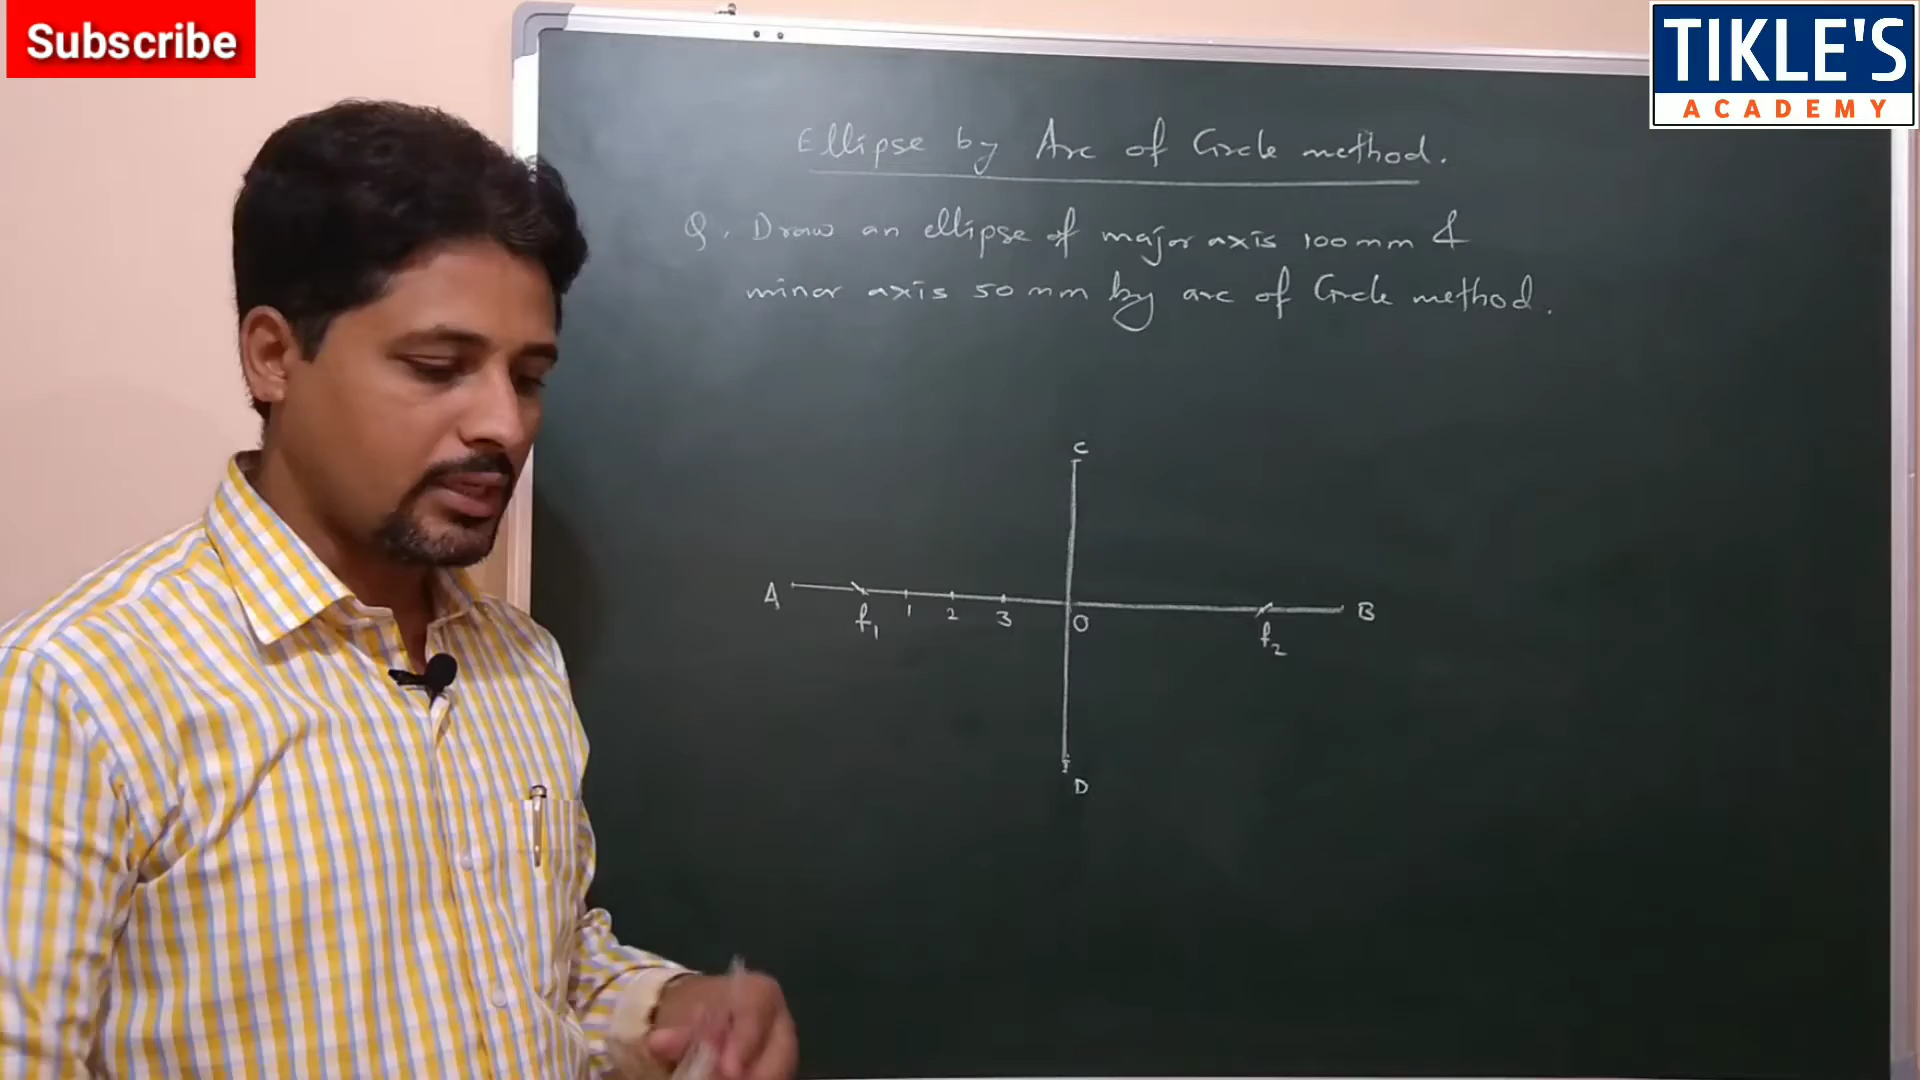 Subscribe
TIKLE'S
ACADEMY
Ellipse by Arc of Circle method.
Q. Draw an ellipse of major axis 100 mm &
minor axis 50 mm by arc of Circle method.
C
A f1 1 2 3 O f2 B
D